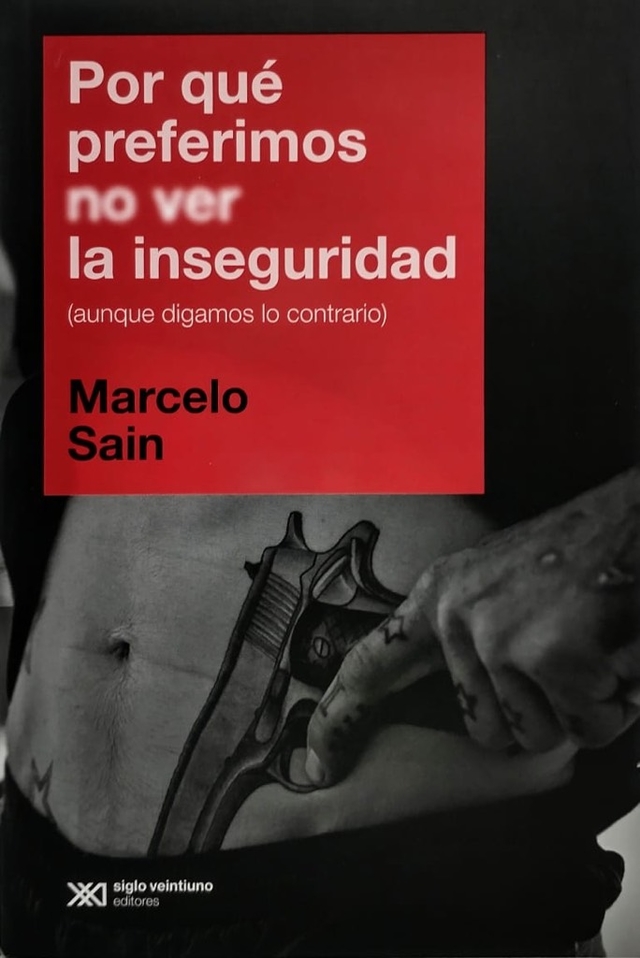 Por qué
preferimos
no ver
la inseguridad
(aunque digamos lo contrario)
Marcelo
Sain
siglo veintiuno
editores